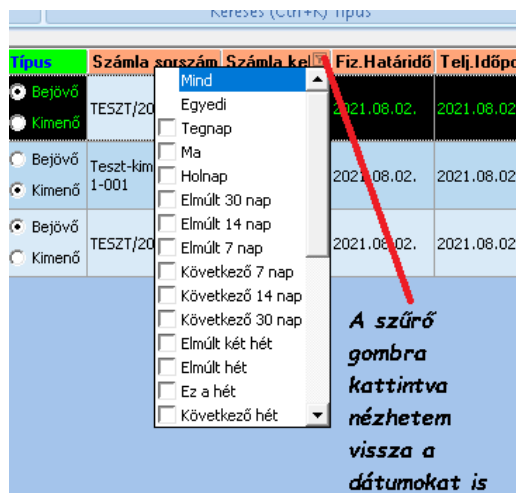 Keresés (Ctrl+K) Típus
Típus Számla sorszám Számla kel Fiz.Határidő Telj.Időpo
Bejövő
Kimenő
TESZT/20
2021.08.02. 2021.08.02
Bejövő
Kimenő
Teszt-kim
1-001
2021.08.02. 2021.08.02
Bejövő
Kimenő
TESZT/20
2021.08.02. 2021.08.02
Mind
Egyedi
Tegnap
Ma
Holnap
Elmúlt 30 nap
Elmúlt 14 nap
Elmúlt 7 nap
Következő 7 nap
Következő 14 nap
Következő 30 nap
Elmúlt két hét
Elmúlt hét
Ez a hét
Következő hét
A szűrő
gombra
kattintva
nézhetem
vissza a
dátumokat is